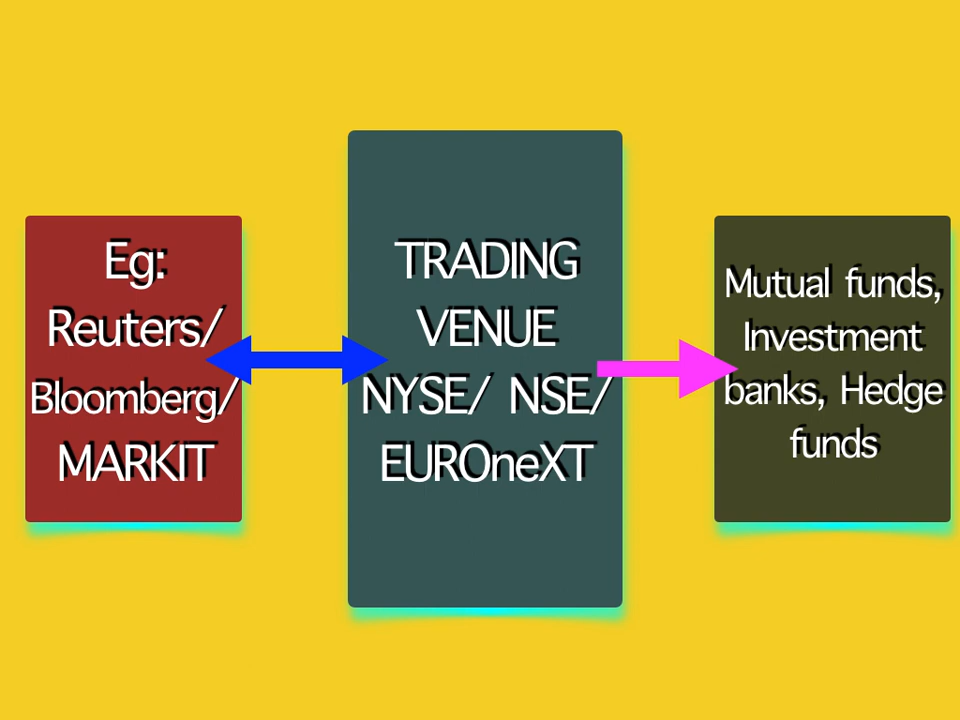 Eg:
Reuters/
Bloomberg/
MARKIT
TRADING
VENUE
NYSE/ NSE/
EUROneXT
Mutual funds,
Investment
banks, Hedge
funds